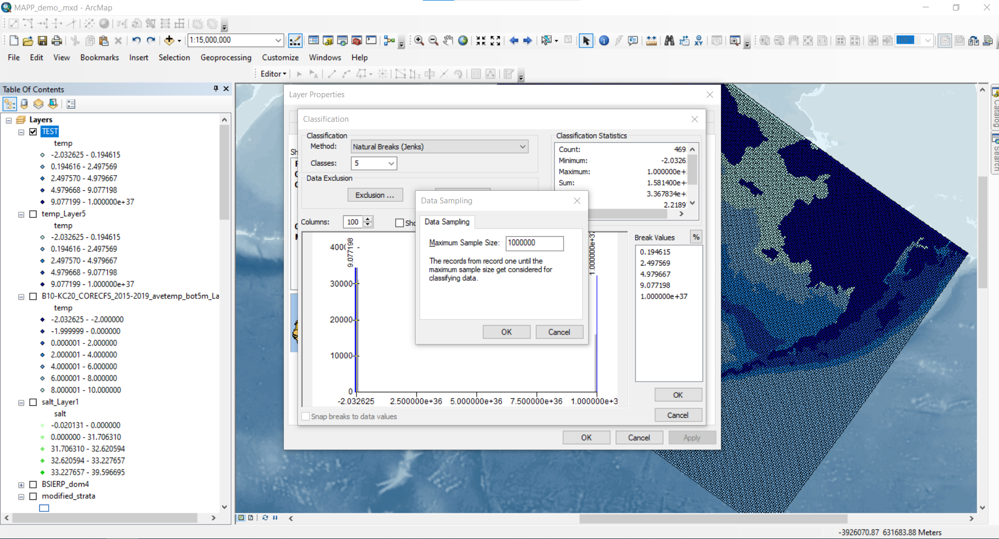 MAPP_demo_.mxd - ArcMap
1:15,000,000
100%
File Edit View Bookmarks Insert Selection Geoprocessing Customize Windows Help
Editor
Table Of Contents
Layers
TEST
temp
-2.032625 - 0.194615
0.194616 - 2.497569
2.497570 - 4.979667
4.979668 - 9.077198
9.077199 - 1.000000e+37
temp_Layer5
temp
-2.032625 - 0.194615
0.194616 - 2.497569
2.497570 - 4.979667
4.979668 - 9.077198
9.077199 - 1.000000e+37
B10-KC20_CORECFS_2015-2019_avetemp_bot5m_La
temp
-2.032625 - -2.000000
-1.999999 - 0.000000
0.000001 - 2.000000
2.000001 - 4.000000
4.000001 - 6.000000
6.000001 - 8.000000
8.000001 - 10.000000
salt_Layer1
salt
-0.020131 - 0.000000
0.000000 - 31.706310
31.706310 - 32.620594
32.620594 - 33.227657
33.227657 - 39.596695
BSIERP_dom4
modified_strata
Layer Properties
Sh
Classification
Classification
Method: Natural Breaks (Jenks)
Classes: 5
Data Exclusion
Exclusion ...
Classification Statistics
Count: 469
Minimum: -2.0326
Maximum: 1.000000e+
Sum: 1.581400e+
3.367834e+
2.2189
Columns: 100
Sho
Data Sampling
Data Sampling
Maximum Sample Size: 1000000
The records from record one until the
maximum sample size get considered for
classifying data.
OK Cancel
9.077198
1.000000e+37
4000
30000
20000
10000
0
-2.032625 2.500000e+36 5.000000e+36 7.500000e+36 1.000000e+3
Snap breaks to data values
Break Values %
0.194615
2.497569
4.979667
9.077198
1.000000e+37
OK
Cancel
OK Cancel Apply
Catalog
Search
-3926070.87 631683.88 Meters